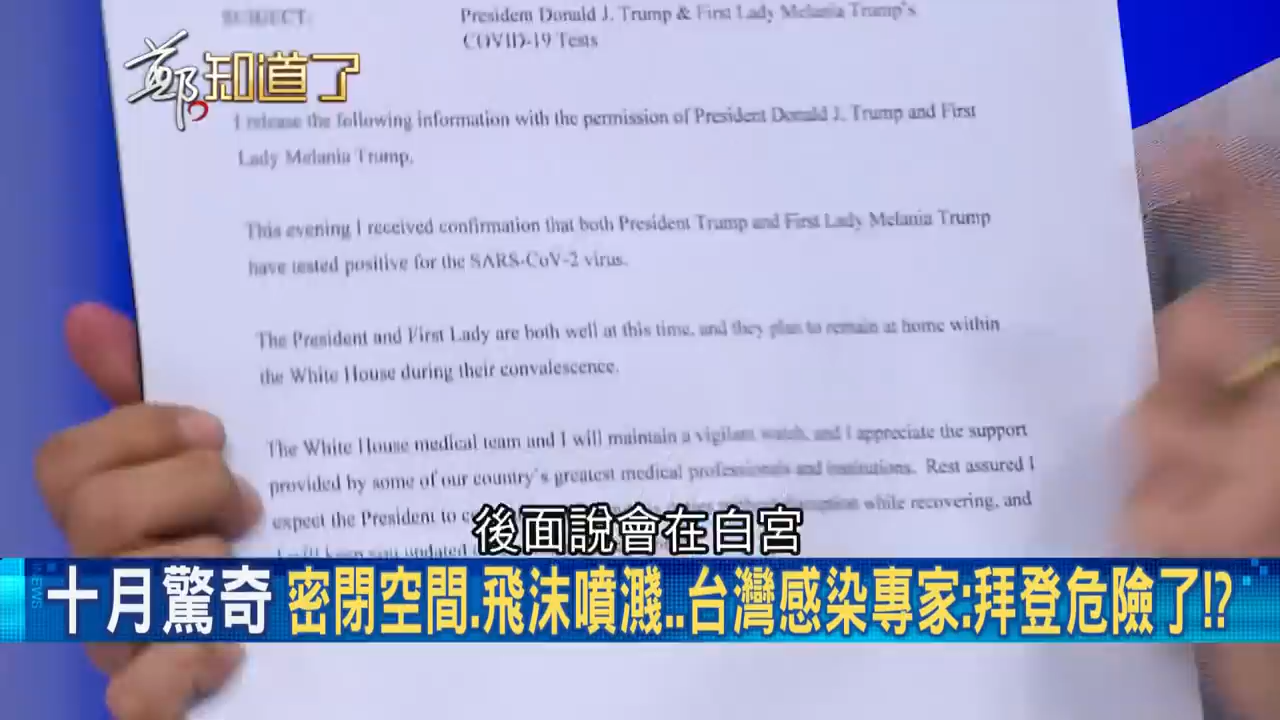 SUBJECT:
President Donald J. Trump & First Lady Melania Trump's
COVID-19 Tests
鄭知道了
I release the following information with the permission of President Donald J. Trump and First
Lady Melania Trump.
This evening I received confirmation that both President Trump and First Lady Melania Trump
have tested positive for the SARS-CoV-2 virus.
The President and First Lady are both well at this time, and they plan to remain at home within
the White House during their convalescence.
The White House medical team and I will maintain a vigilant watch, and I appreciate the support
provided by some of our country's greatest medical professionals and institutions. Rest assured I
expect the President to while recovering, and
I will keep you updated
後面說會在白宮
NEWS
十月驚奇 密閉空間.飛沫噴濺..台灣感染專家:拜登危險了!?